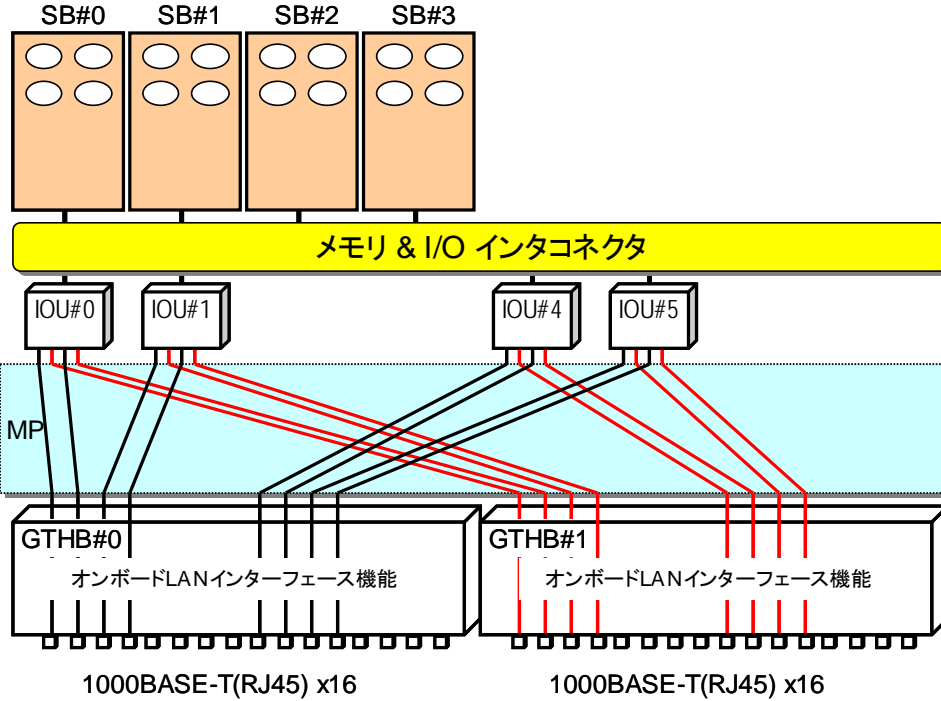 SB#0 SB#1 SB#2 SB#3
メモリ & I/O インタコネクタ
IOU#0 IOU#1 IOU#4 IOU#5
MP
GTHB#0 GTHB#1
オンボードLANインターフェース機能 オンボードLANインターフェース機能
1000BASE-T(RJ45) x16 1000BASE-T(RJ45) x16